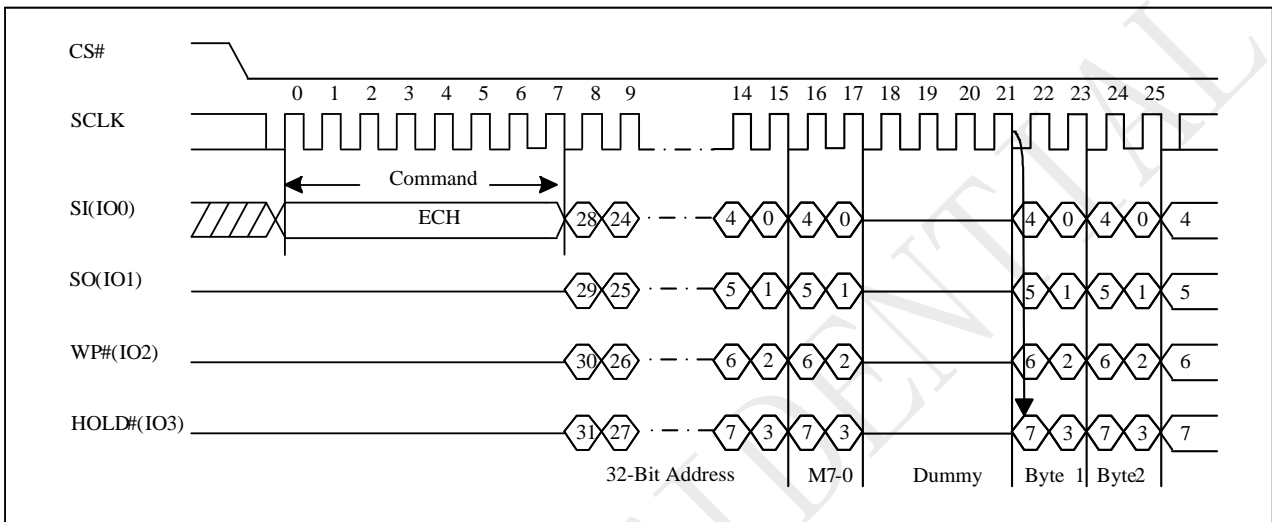 CS#
0 1 2 3 4 5 6 7 8 9 14 15 16 17 18 19 20 21 22 23 24 25
SCLK
Command
SI(IO0) ECH 28 24 4 0 4 0 4 0 4 0 4
SO(IO1) 29 25 5 1 5 1 5 1 5 1 5
WP#(IO2) 30 26 6 2 6 2 6 2 6 2 6
HOLD#(IO3) 31 27 7 3 7 3 7 3 7 3 7
32-Bit Address M7-0 Dummy Byte 1 Byte2
IDENTIAL